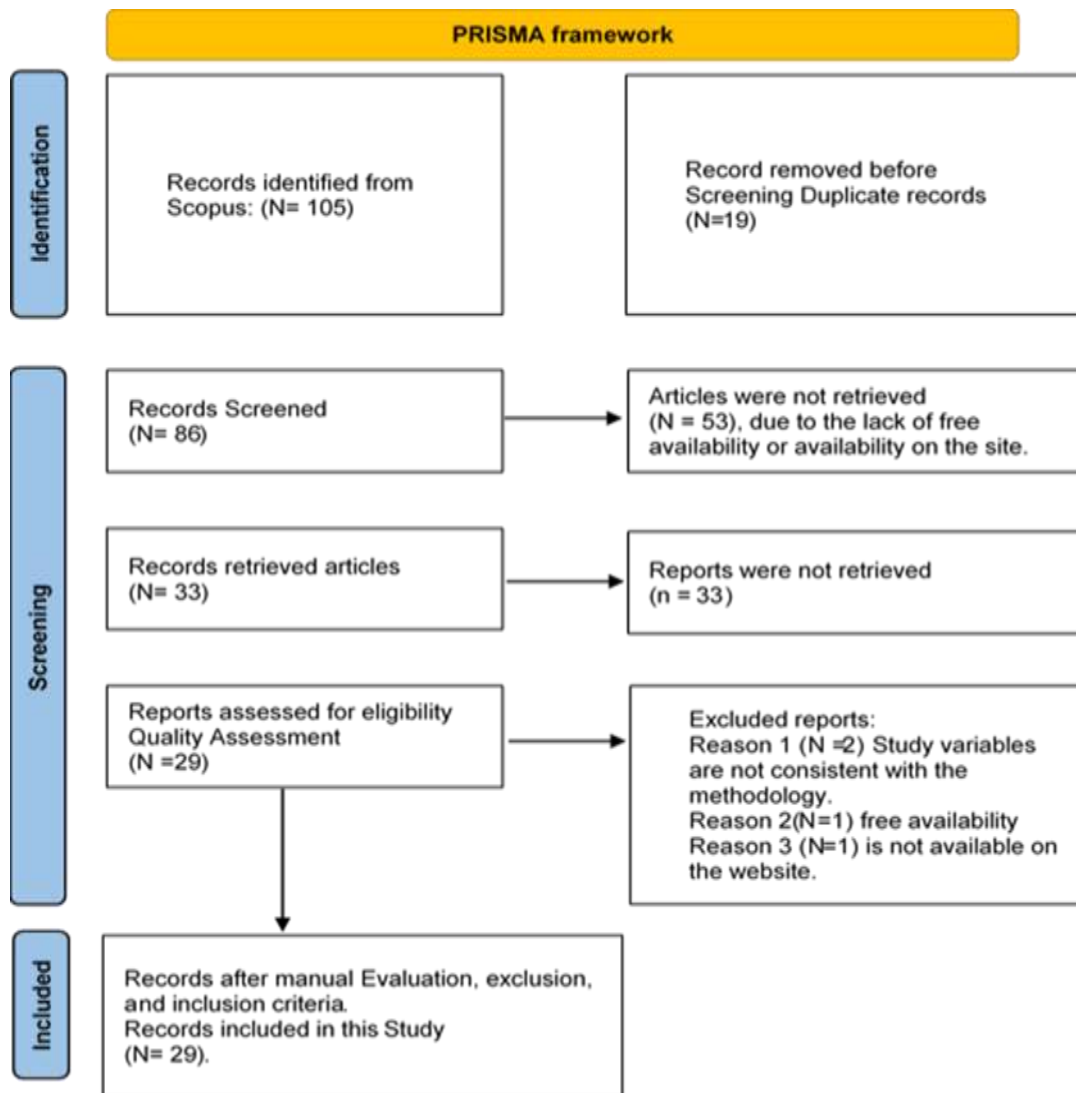 PRISMA framework
Identification
Records identified from
Scopus: (N= 105)
Record removed before
Screening Duplicate records
(N=19)
Screening
Records Screened
(N= 86)
Articles were not retrieved
(N = 53), due to the lack of free
availability or availability on the site.
Records retrieved articles
(N= 33)
Reports were not retrieved
(n = 33)
Reports assessed for eligibility
Quality Assessment
(N =29)
Excluded reports:
Reason 1 (N =2) Study variables
are not consistent with the
methodology.
Reason 2(N=1) free availability
Reason 3 (N=1) is not available on
the website.
Included
Records after manual Evaluation, exclusion,
and inclusion criteria.
Records included in this Study
(N= 29).